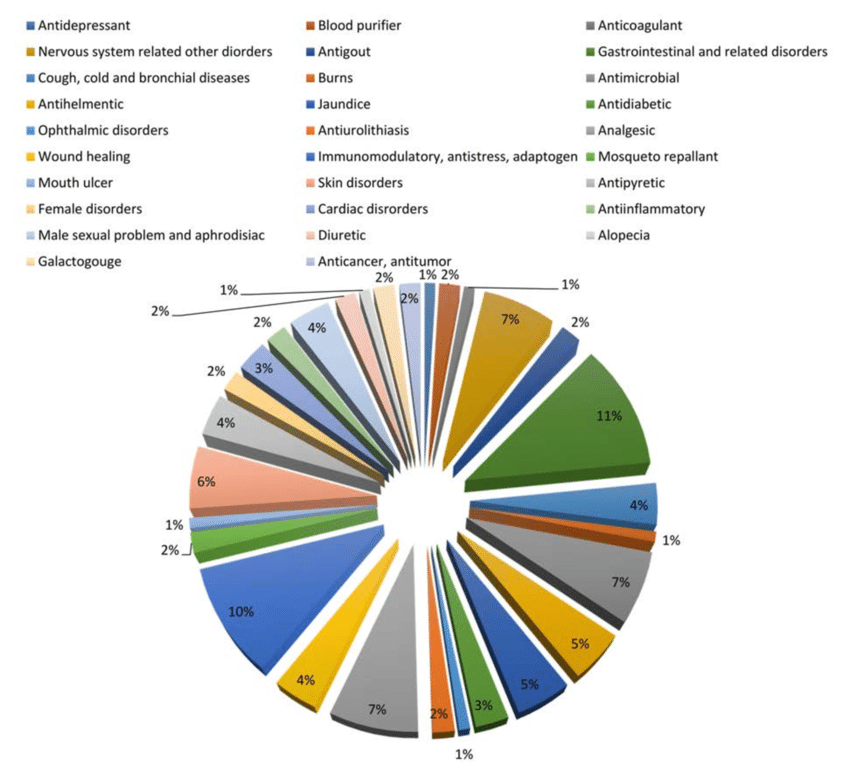 Antidepressant Blood purifier Anticoagulant
Nervous system related other diorders Antigout Gastrointestinal and related disorders
Cough, cold and bronchial diseases Burns Antimicrobial
Antihelmentic Jaundice Antidiabetic
Ophthalmic disorders Antiurolithiasis Analgesic
Wound healing Immunomodulatory, antistress, adaptogen Mosqueto repallant
Mouth ulcer Skin disorders Antipyretic
Female disorders Cardiac disrorders Antiinflammatory
Male sexual problem and aphrodisiac Diuretic Alopecia
Galactogouge Anticancer, antitumor
1% 2%
1%
7%
2%
11%
4%
1%
7%
5%
5%
3%
1%
2%
7%
4%
10%
2%
1%
6%
4%
2%
3%
2%
4%
2%
1%
2%
2%